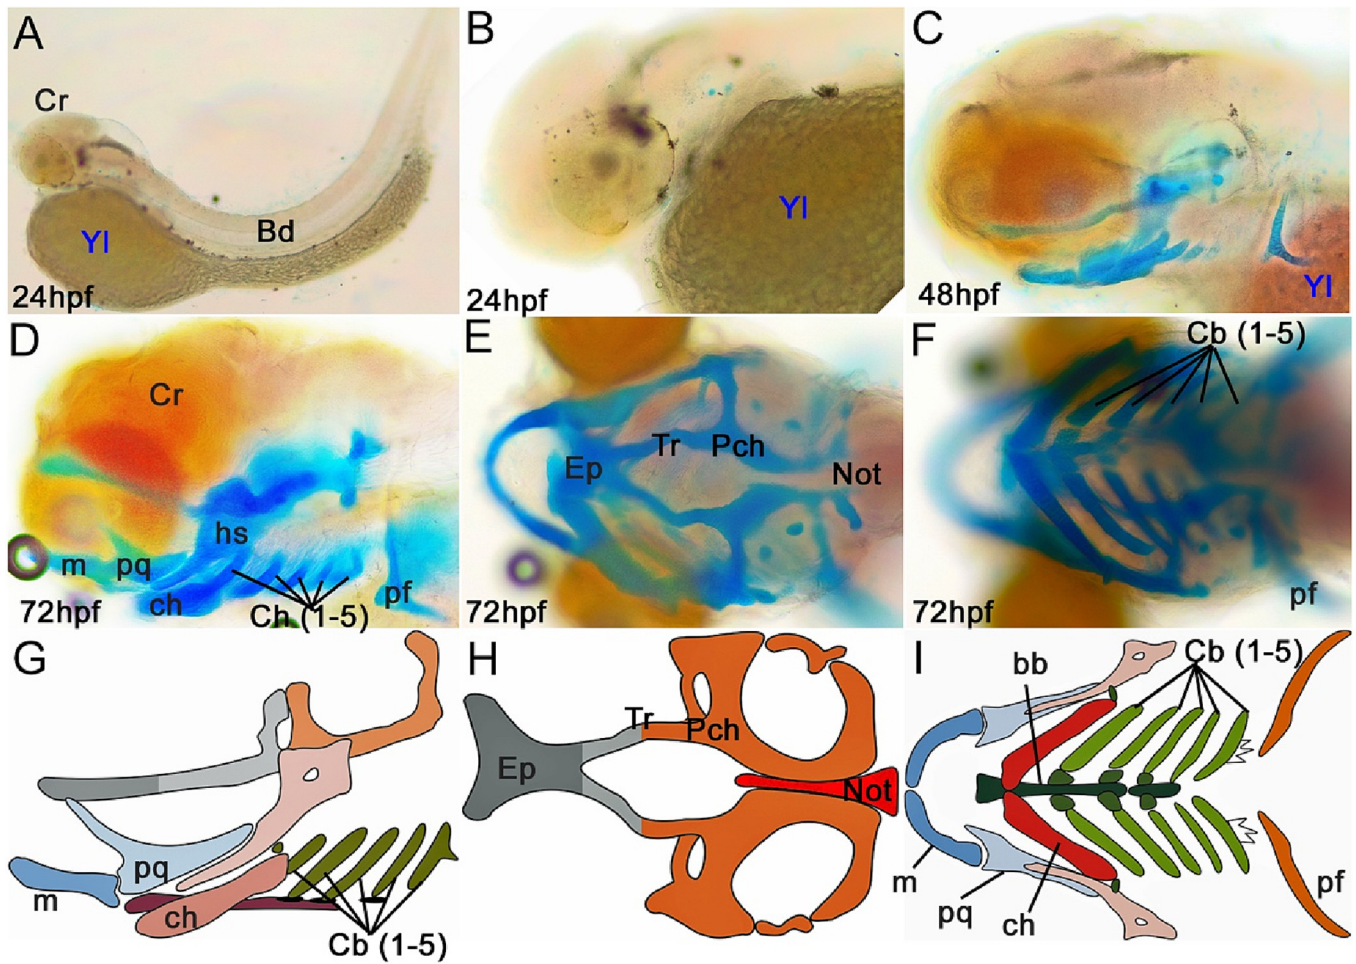 A
Cr
Yl
Bd
24hpf
B
Yl
24hpf
C
48hpf
Yl
D
Cr
hs
m
pq
ch
pf
72hpf
Ch (1-5)
E
Ep
Tr
Pch
Not
72hpf
F
Cb (1-5)
72hpf
pf
G
pq
m
ch
Cb (1-5)
H
Ep
Tr
Pch
Not
I
bb
Cb (1-5)
m
pq
ch
pf